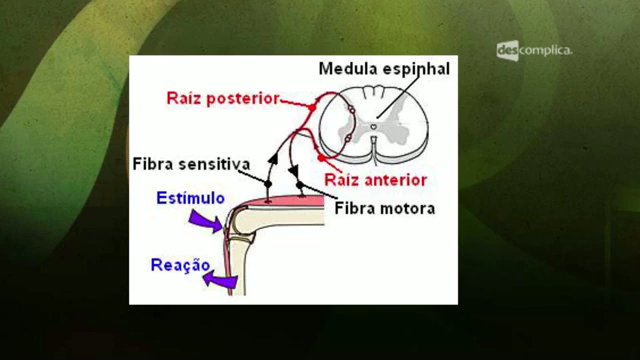 descomplica.
Medula espinhal
Raíz posterior
Fibra sensitiva
Raíz anterior
Estímulo
Fibra motora
Reação